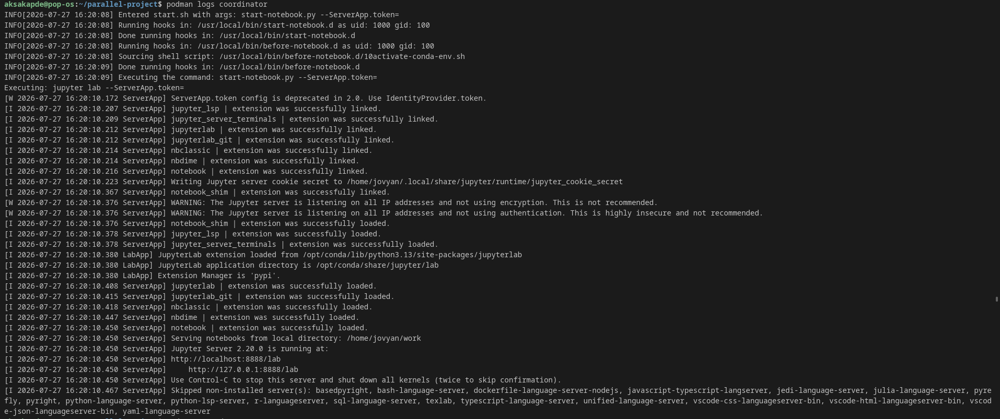 aksakapde@pop-os:~/parallel-project$ podman logs coordinator
INFO[2026-07-27 16:20:08] Entered start.sh with args: start-notebook.py --ServerApp.token=
INFO[2026-07-27 16:20:08] Running hooks in: /usr/local/bin/start-notebook.d as uid: 1000 gid: 100
INFO[2026-07-27 16:20:08] Done running hooks in: /usr/local/bin/start-notebook.d
INFO[2026-07-27 16:20:08] Running hooks in: /usr/local/bin/before-notebook.d as uid: 1000 gid: 100
INFO[2026-07-27 16:20:08] Sourcing shell script: /usr/local/bin/before-notebook.d/10activate-conda-env.sh
INFO[2026-07-27 16:20:09] Done running hooks in: /usr/local/bin/before-notebook.d
INFO[2026-07-27 16:20:09] Executing the command: start-notebook.py --ServerApp.token=
Executing: jupyter lab --ServerApp.token=
[W 2026-07-27 16:20:10.172 ServerApp] ServerApp.token config is deprecated in 2.0. Use IdentityProvider.token.
[I 2026-07-27 16:20:10.207 ServerApp] jupyter_lsp | extension was successfully linked.
[I 2026-07-27 16:20:10.209 ServerApp] jupyter_server_terminals | extension was successfully linked.
[I 2026-07-27 16:20:10.212 ServerApp] jupyterlab | extension was successfully linked.
[I 2026-07-27 16:20:10.212 ServerApp] jupyterlab_git | extension was successfully linked.
[I 2026-07-27 16:20:10.214 ServerApp] nbclassic | extension was successfully linked.
[I 2026-07-27 16:20:10.214 ServerApp] nbdime | extension was successfully linked.
[I 2026-07-27 16:20:10.216 ServerApp] notebook | extension was successfully linked.
[I 2026-07-27 16:20:10.223 ServerApp] Writing Jupyter server cookie secret to /home/jovyan/.local/share/jupyter/runtime/jupyter_cookie_secret
[I 2026-07-27 16:20:10.367 ServerApp] notebook_shim | extension was successfully linked.
[W 2026-07-27 16:20:10.376 ServerApp] WARNING: The Jupyter server is listening on all IP addresses and not using encryption. This is not recommended.
[W 2026-07-27 16:20:10.376 ServerApp] WARNING: The Jupyter server is listening on all IP addresses and not using authentication. This is highly insecure and not recommended.
[I 2026-07-27 16:20:10.376 ServerApp] notebook_shim | extension was successfully loaded.
[I 2026-07-27 16:20:10.378 ServerApp] jupyter_lsp | extension was successfully loaded.
[I 2026-07-27 16:20:10.378 ServerApp] jupyter_server_terminals | extension was successfully loaded.
[I 2026-07-27 16:20:10.380 LabApp] JupyterLab extension loaded from /opt/conda/lib/python3.13/site-packages/jupyterlab
[I 2026-07-27 16:20:10.380 LabApp] JupyterLab application directory is /opt/conda/share/jupyter/lab
[I 2026-07-27 16:20:10.380 LabApp] Extension Manager is 'pypi'.
[I 2026-07-27 16:20:10.408 ServerApp] jupyterlab | extension was successfully loaded.
[I 2026-07-27 16:20:10.415 ServerApp] jupyterlab_git | extension was successfully loaded.
[I 2026-07-27 16:20:10.418 ServerApp] nbclassic | extension was successfully loaded.
[I 2026-07-27 16:20:10.447 ServerApp] nbdime | extension was successfully loaded.
[I 2026-07-27 16:20:10.450 ServerApp] notebook | extension was successfully loaded.
[I 2026-07-27 16:20:10.450 ServerApp] Serving notebooks from local directory: /home/jovyan/work
[I 2026-07-27 16:20:10.450 ServerApp] Jupyter Server 2.20.0 is running at:
[I 2026-07-27 16:20:10.450 ServerApp] http://localhost:8888/lab
[I 2026-07-27 16:20:10.450 ServerApp]     http://127.0.0.1:8888/lab
[I 2026-07-27 16:20:10.450 ServerApp] Use Control-C to stop this server and shut down all kernels (twice to skip confirmation).
[I 2026-07-27 16:20:10.467 ServerApp] Skipped non-installed server(s): basedpyright, bash-language-server, dockerfile-language-server-nodejs, javascript-typescript-langserver, jedi-language-server, julia-language-server, pyre
fly, pyright, python-language-server, python-lsp-server, r-languageserver, sql-language-server, texlab, typescript-language-server, unified-language-server, vscode-css-languageserver-bin, vscode-html-languageserver-bin, vscod
e-json-languageserver-bin, yaml-language-server